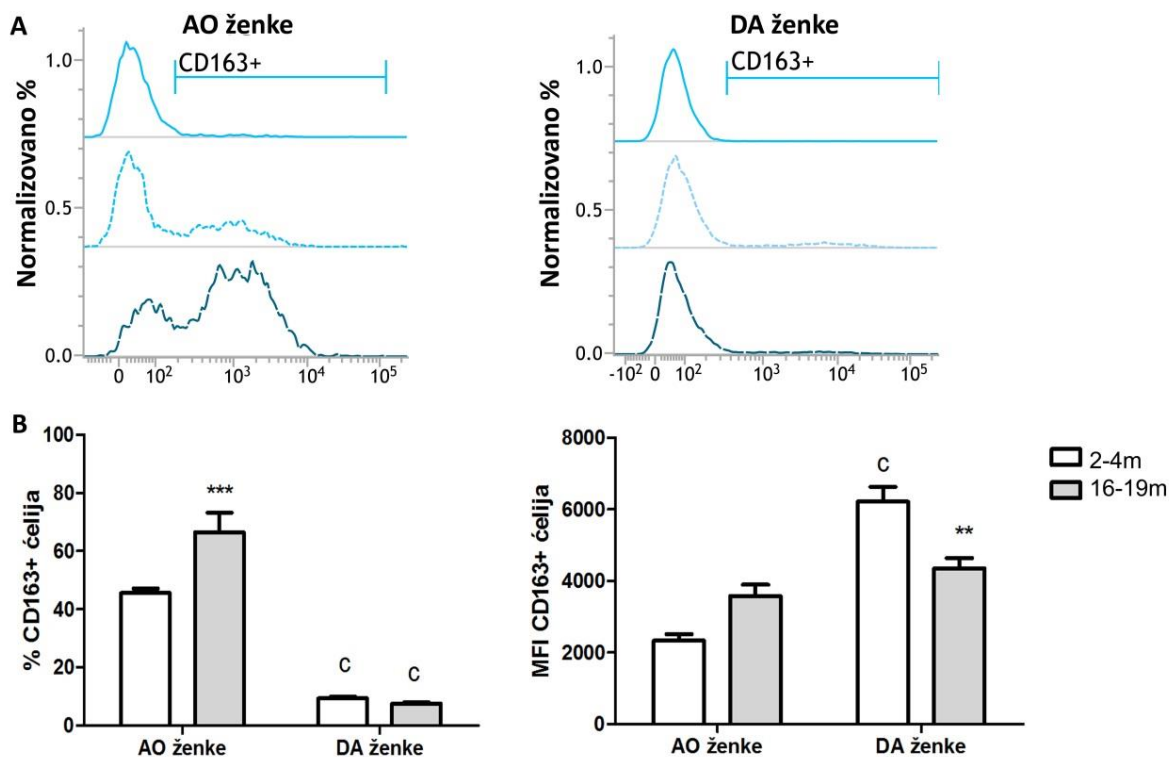 A
AO ženke
CD163+
Normalizovano %
1.0
0.5
0.0
0 10² 10³ 10⁴ 10⁵
DA ženke
CD163+
Normalizovano %
1.0
0.5
0.0
-10² 0 10² 10³ 10⁴ 10⁵
B
% CD163+ ćelija
100
80
60
40
20
0
***
C C
AO ženke DA ženke
MFI CD163+ ćelija
8000
6000
4000
2000
0
C
**
AO ženke DA ženke
2-4m
16-19m